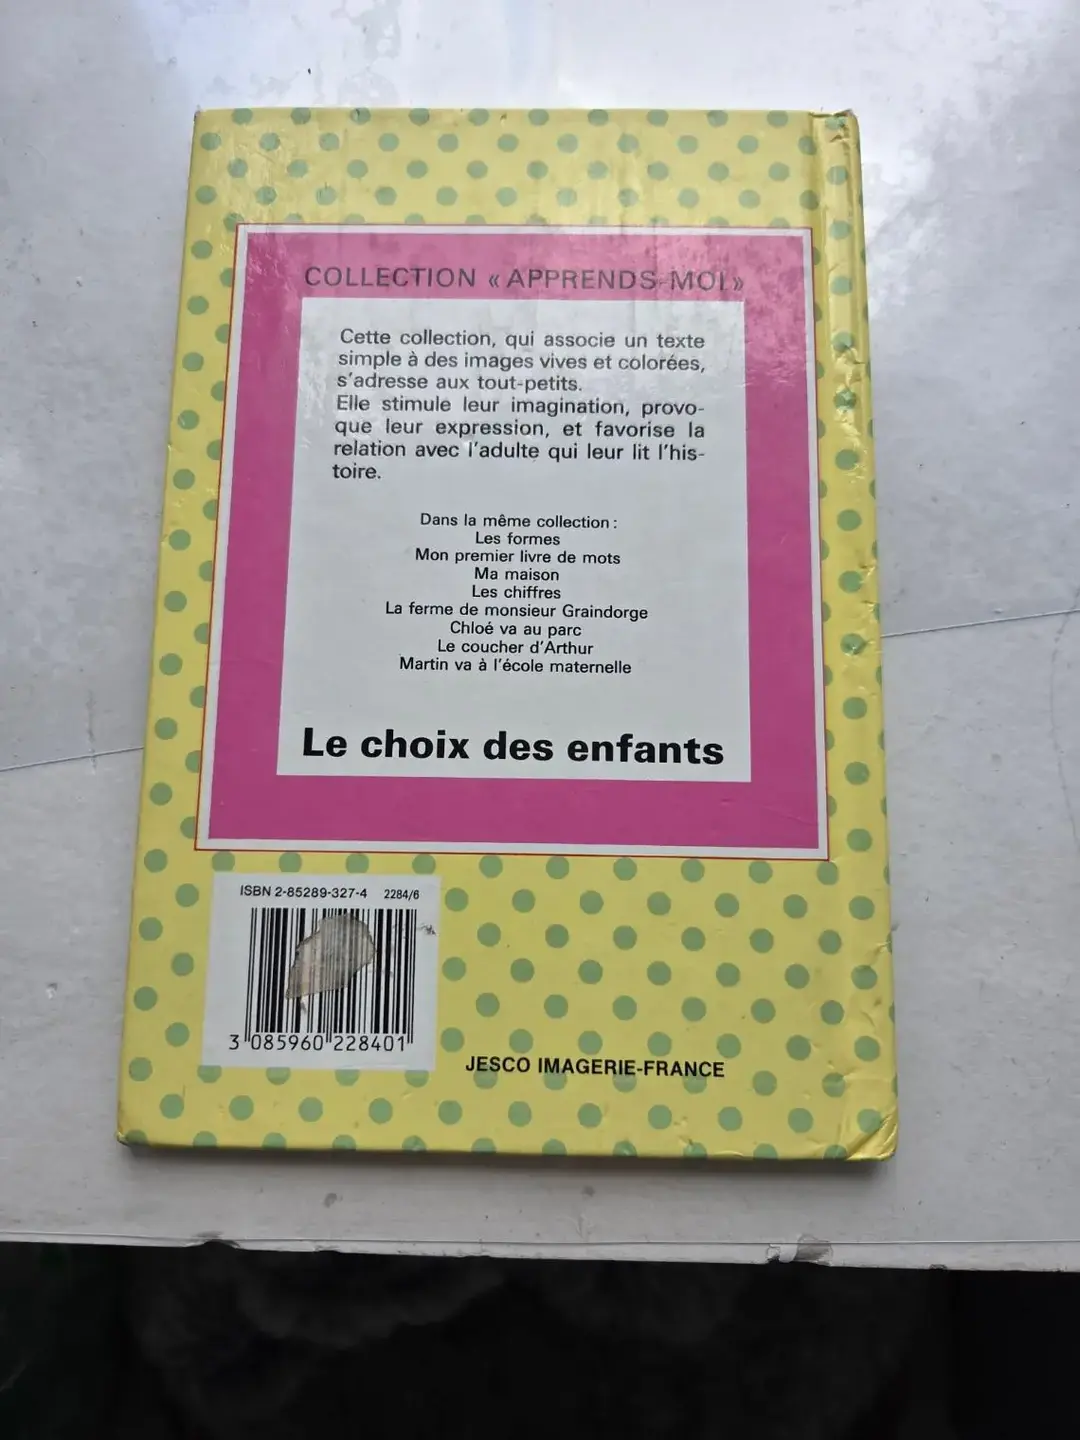 COLLECTION « APPRENDS-MOI »
Cette collection, qui associe un texte
simple à des images vives et colorées,
s'adresse aux tout-petits.
Elle stimule leur imagination, provo-
que leur expression, et favorise la
relation avec l'adulte qui leur lit l'his-
toire.
Dans la même collection :
Les formes
Mon premier livre de mots
Ma maison
Les chiffres
La ferme de monsieur Graindorge
Chloé va au parc
Le coucher d'Arthur
Martin va à l'école maternelle
Le choix des enfants
ISBN 2-85289-327-4 2284/6
3 085960 228401
JESCO IMAGERIE-FRANCE